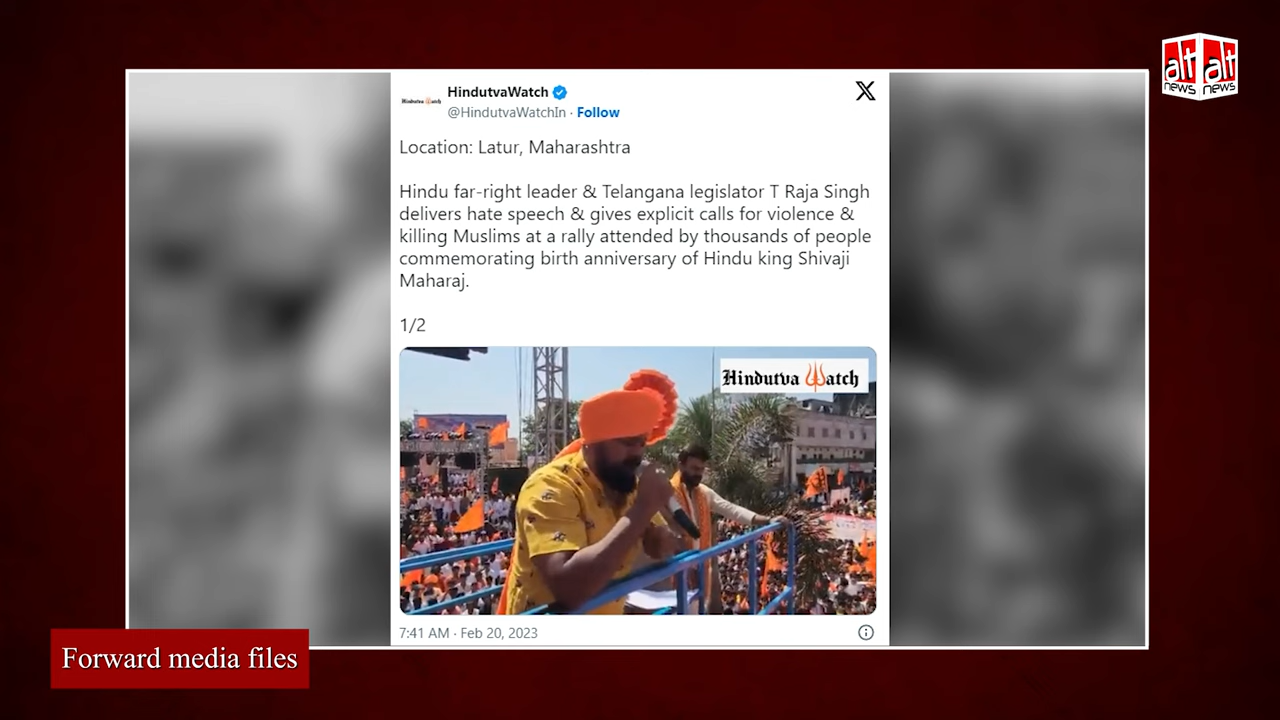 alt alt
news news
HindutvaWatch
Hindutva Watch
@HindutvaWatchIn · Follow
Location: Latur, Maharashtra
Hindu far-right leader & Telangana legislator T Raja Singh
delivers hate speech & gives explicit calls for violence &
killing Muslims at a rally attended by thousands of people
commemorating birth anniversary of Hindu king Shivaji
Maharaj.
1/2
Hindutva Watch
7:41 AM · Feb 20, 2023
Forward media files